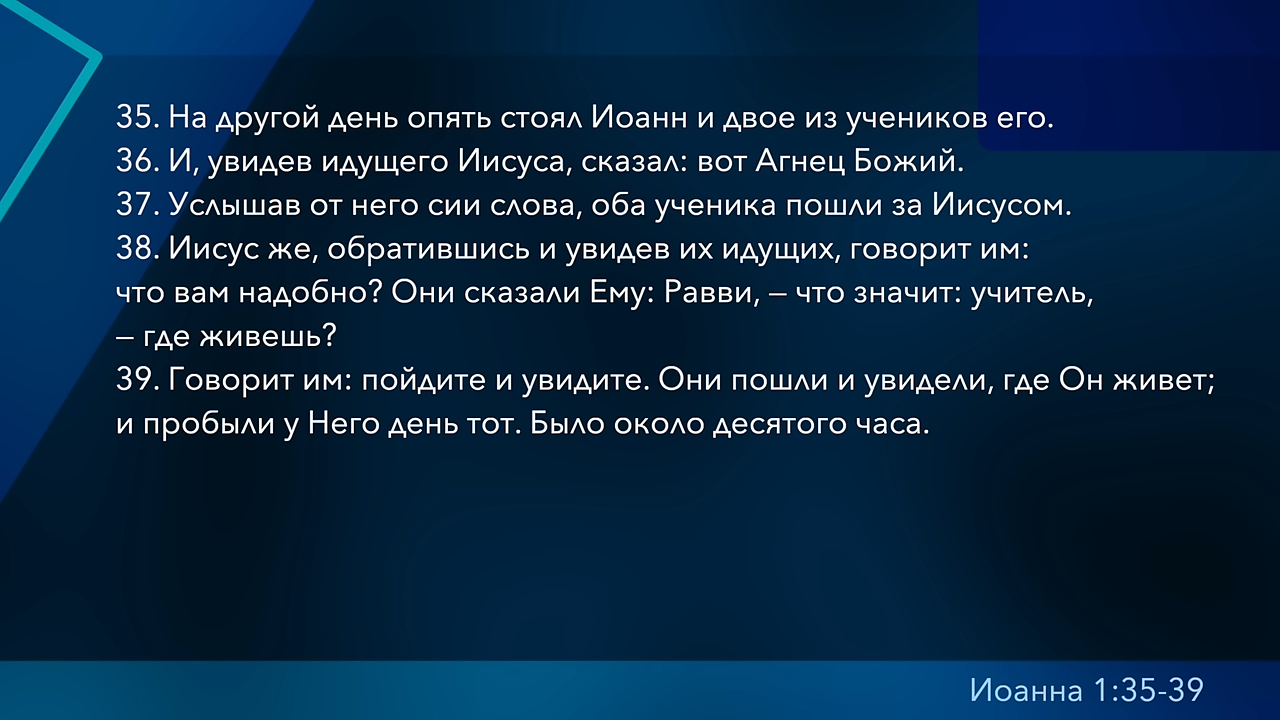 35. На другой день опять стоял Иоанн и двое из учеников его.
36. И, увидев идущего Иисуса, сказал: вот Агнец Божий.
37. Услышав от него сии слова, оба ученика пошли за Иисусом.
38. Иисус же, обратившись и увидев их идущих, говорит им:
что вам надобно? Они сказали Ему: Равви, – что значит: учитель,
– где живешь?
39. Говорит им: пойдите и увидите. Они пошли и увидели, где Он живет;
и пробыли у Него день тот. Было около десятого часа.
Иоанна 1:35-39